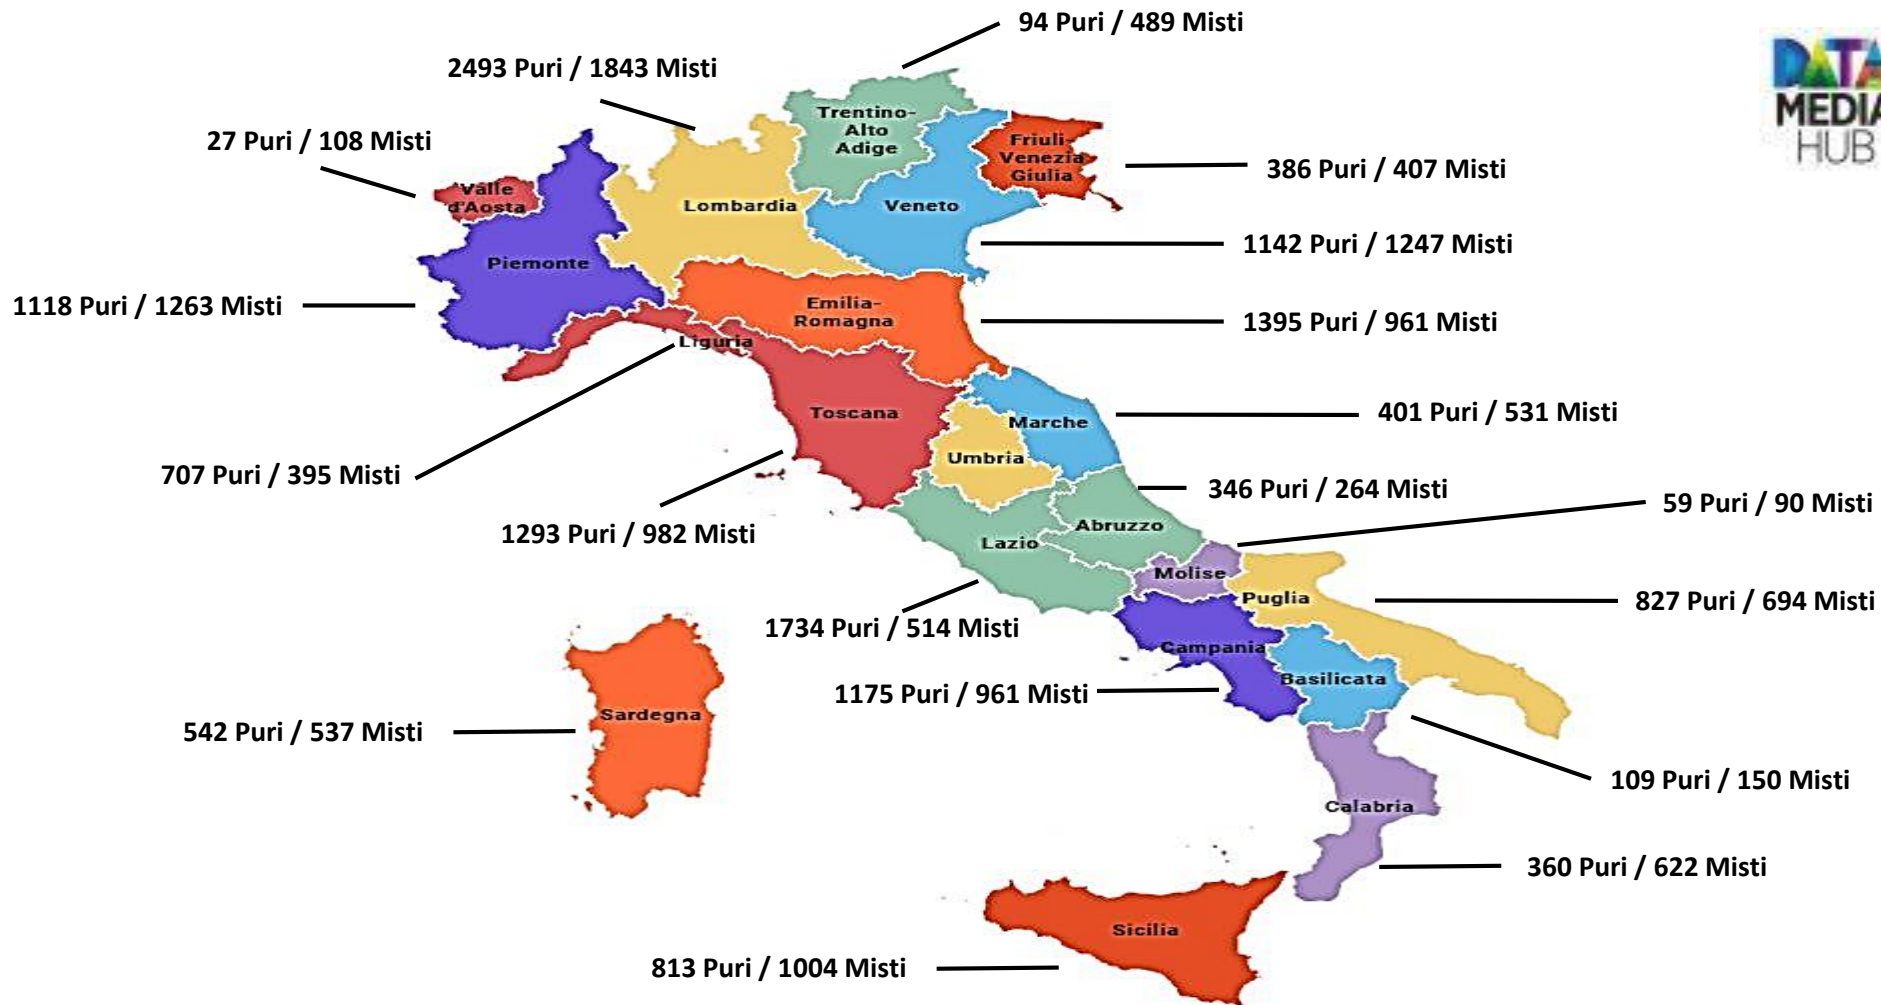 94 Puri / 489 Misti
2493 Puri / 1843 Misti
DATA
MEDIA
HUB
27 Puri / 108 Misti
Trentino-
Alto
Adige
Friuli-
Venezia
Giulia
386 Puri / 407 Misti
Valle
d'Aosta
Lombardia
Veneto
1142 Puri / 1247 Misti
Piemonte
1118 Puri / 1263 Misti
Emilia-
Romagna
1395 Puri / 961 Misti
Liguria
Toscana
Marche
401 Puri / 531 Misti
Umbria
707 Puri / 395 Misti
346 Puri / 264 Misti
59 Puri / 90 Misti
1293 Puri / 982 Misti
Lazio
Abruzzo
Molise
Puglia
827 Puri / 694 Misti
1734 Puri / 514 Misti
Campania
Basilicata
1175 Puri / 961 Misti
Sardegna
542 Puri / 537 Misti
109 Puri / 150 Misti
Calabria
360 Puri / 622 Misti
Sicilia
813 Puri / 1004 Misti